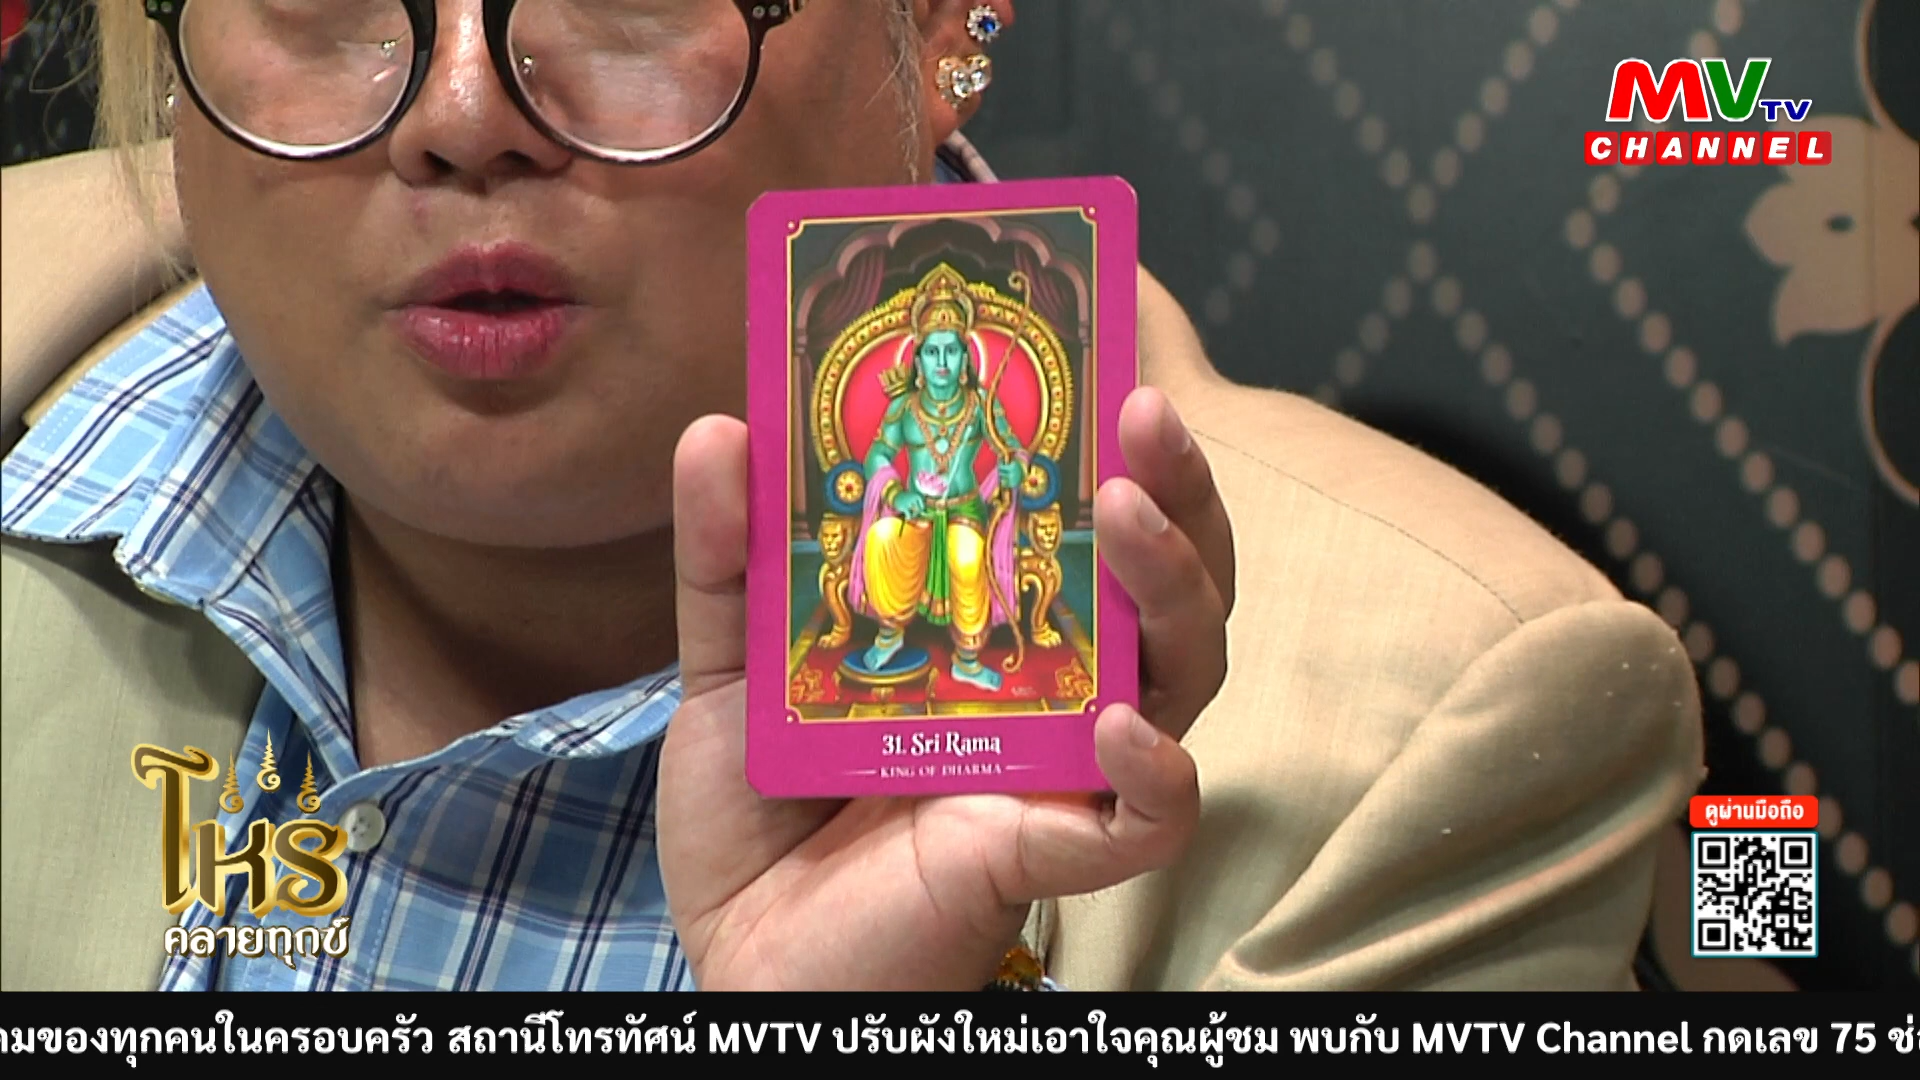 MVTV
CHANNEL
31. Sri Rama
KING OF DHARMA
โหร
คลายทุกข์
ดูผ่านมือถือ
ของทุกคนในครอบครัว สถานีโทรทัศน์ MVTV ปรับผังใหม่เอาใจคุณผู้ชม พบกับ MVTV Channel กดเลข 75